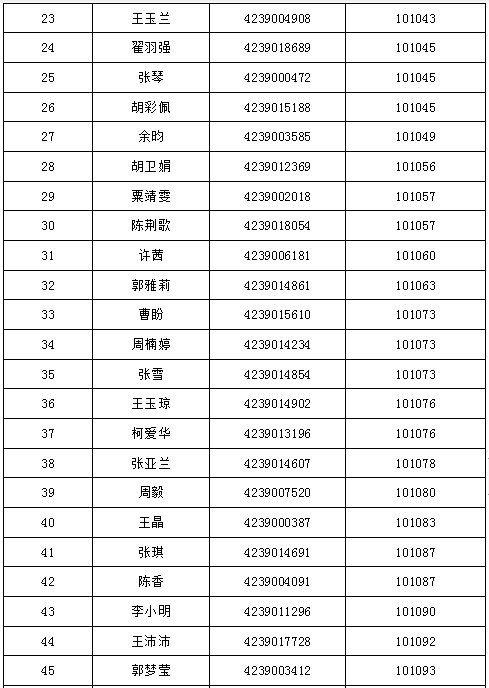 23 王玉兰 4239004908 101043
24 翟羽强 4239018689 101045
25 张琴 4239000472 101045
26 胡彩佩 4239015188 101045
27 余昀 4239003585 101049
28 胡卫娟 4239012369 101056
29 粟靖雯 4239002018 101057
30 陈荆歌 4239018054 101057
31 许茜 4239006181 101060
32 郭雅莉 4239014861 101063
33 曹盼 4239015610 101073
34 周楠婷 4239014234 101073
35 张雪 4239014854 101073
36 王玉琼 4239014902 101076
37 柯爱华 4239013196 101076
38 张亚兰 4239014607 101078
39 周毅 4239007520 101080
40 王晶 4239000387 101083
41 张琪 4239014691 101087
42 陈香 4239004091 101087
43 李小明 4239011296 101090
44 王沛沛 4239017728 101092
45 郭梦莹 4239003412 101093